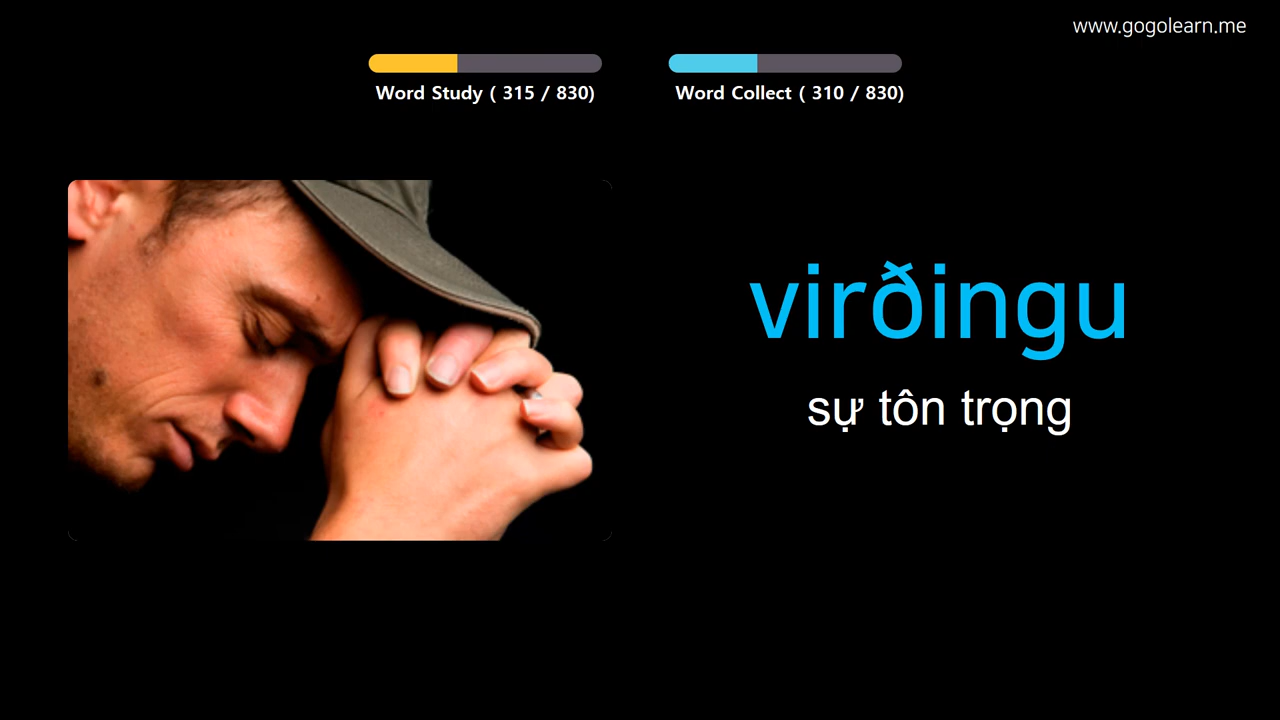 www.gogolearn.me
Word Study ( 315 / 830)
Word Collect ( 310 / 830)
virðingu
sự tôn trọng